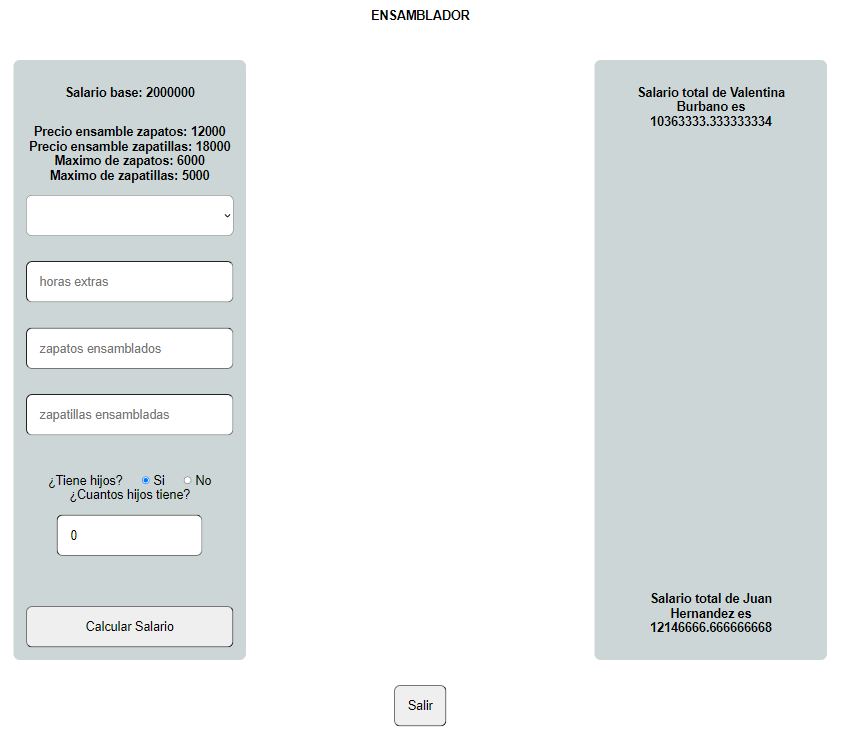 ENSAMBLADOR
Salario base: 2000000
Precio ensamble zapatos: 12000
Precio ensamble zapatillas: 18000
Maximo de zapatos: 6000
Maximo de zapatillas: 5000
horas extras
zapatos ensamblados
zapatillas ensambladas
¿Tiene hijos? Si No
¿Cuantos hijos tiene?
0
Calcular Salario
Salario total de Valentina
Burbano es
10363333.333333334
Salario total de Juan
Hernandez es
12146666.666666668
Salir